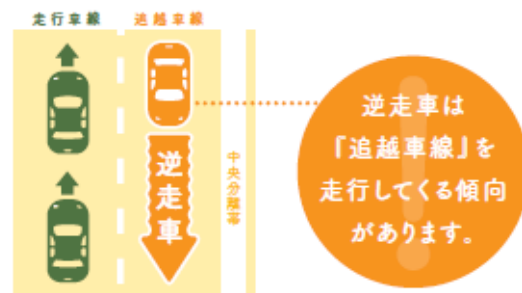 走行車線
追越車線
逆走車
中央分離帯
逆走車は
『追越車線』を
走行してくる傾向
があります。